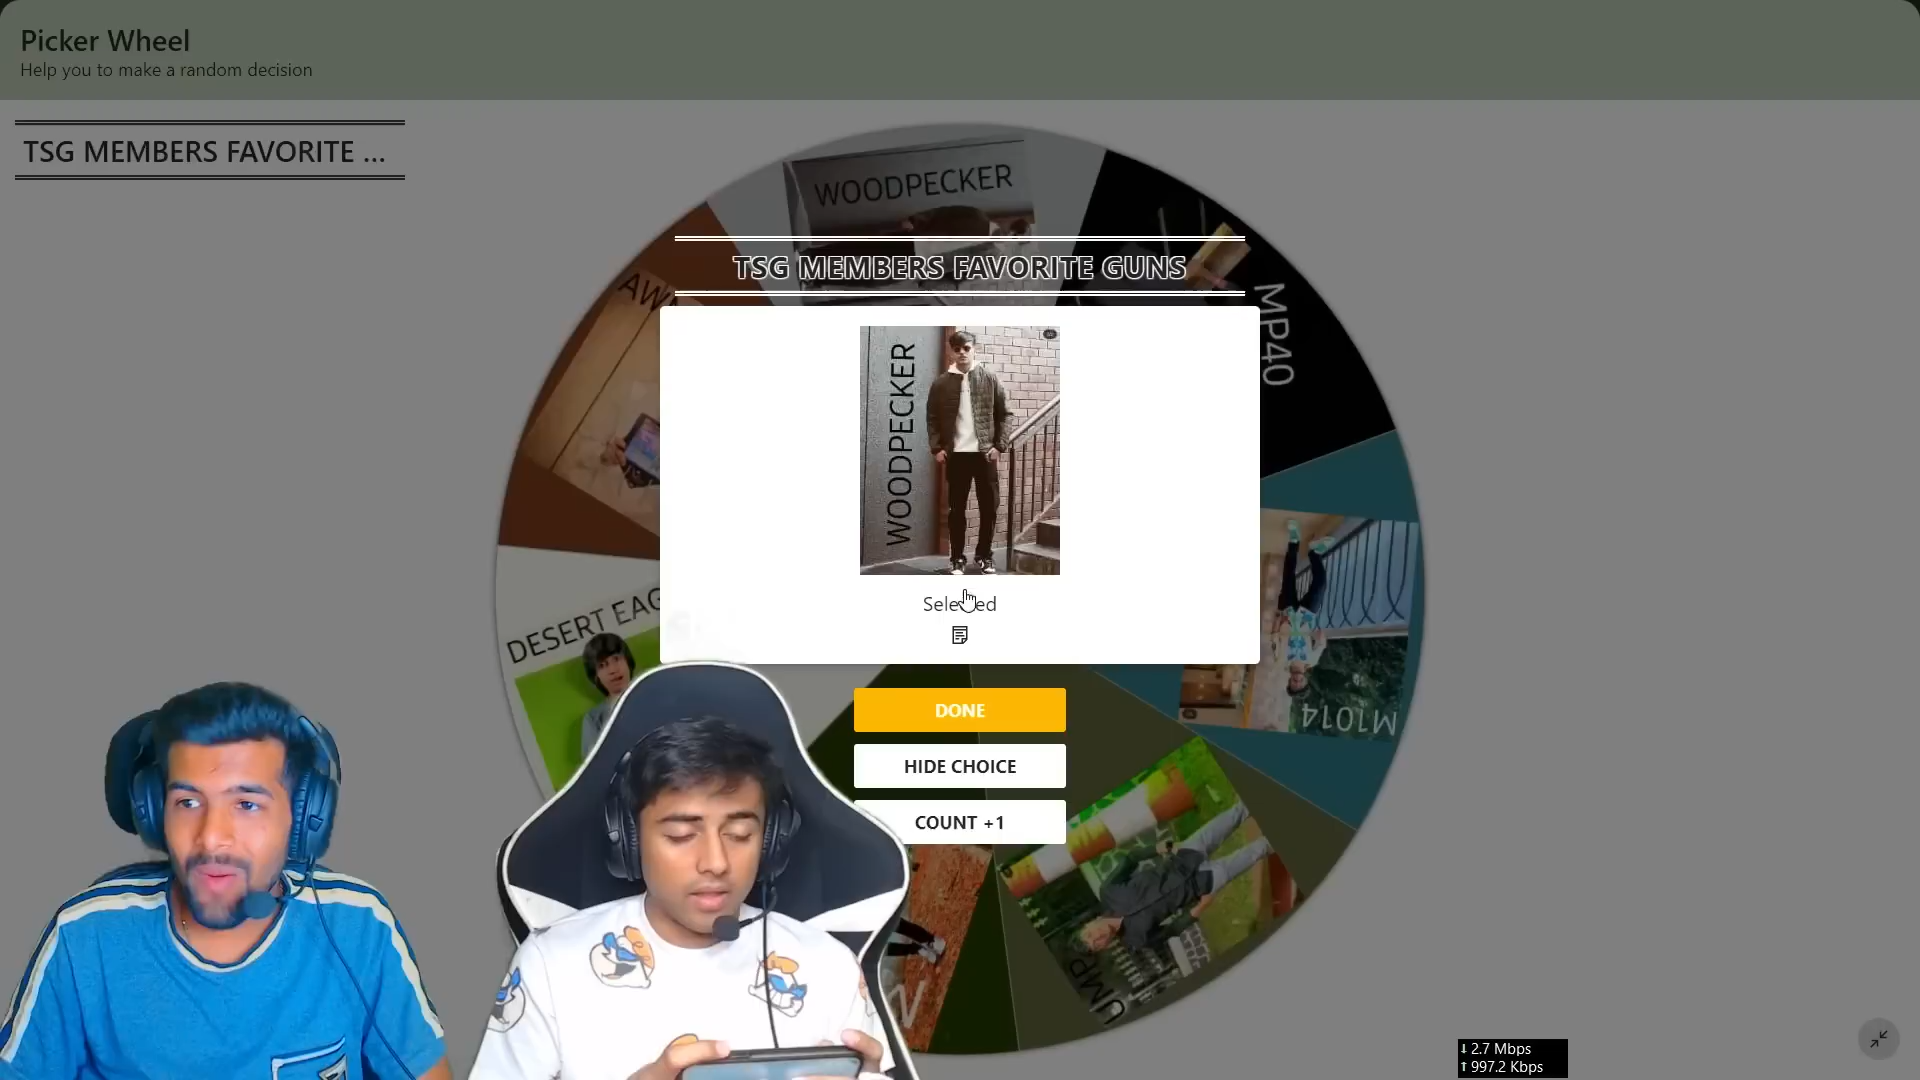 Picker Wheel
Help you to make a random decision
TSG MEMBERS FAVORITE ...
WOODPECKER
TSG MEMBERS FAVORITE GUNS
MP40
WOODPECKER
DESERT EAG
Selected
M1014
DONE
HIDE CHOICE
COUNT +1
UMP
↓ 2.7 Mbps
↑ 997.2 Kbps